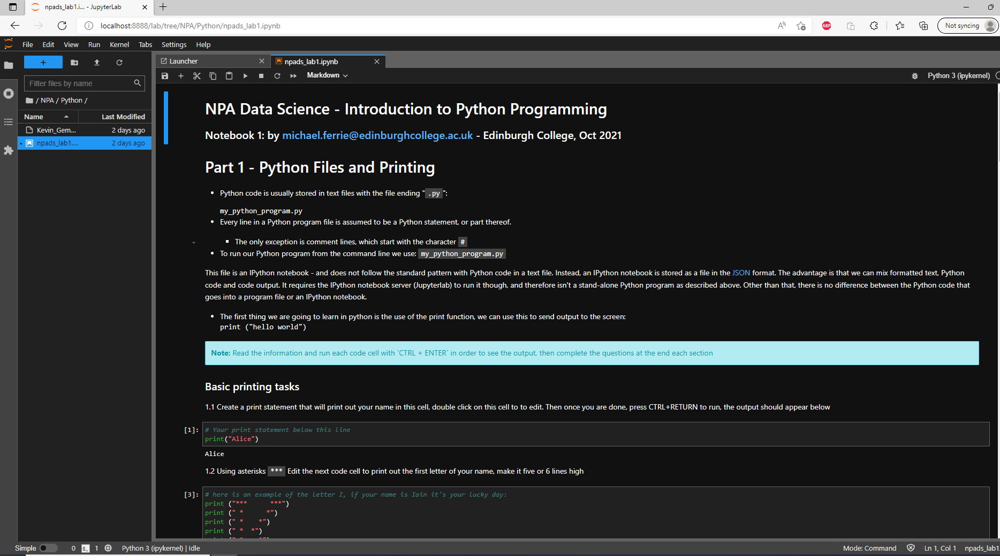 npads_lab1.i... - JupyterLab
localhost:8888/lab/tree/NPA/Python/npads_lab1.ipynb
ABP
Not syncing
File Edit View Run Kernel Tabs Settings Help
Launcher
npads_lab1.ipynb
Markdown
Python 3 (ipykernel)
Filter files by name
/ NPA / Python /
Name Last Modified
Kevin_Gem... 2 days ago
npads_lab1.... 2 days ago
NPA Data Science - Introduction to Python Programming
Notebook 1: by michael.ferrie@edinburghcollege.ac.uk - Edinburgh College, Oct 2021
Part 1 - Python Files and Printing
• Python code is usually stored in text files with the file ending " .py ":
my_python_program.py
• Every line in a Python program file is assumed to be a Python statement, or part thereof.
▪ The only exception is comment lines, which start with the character #
• To run our Python program from the command line we use: my_python_program.py
This file is an IPython notebook - and does not follow the standard pattern with Python code in a text file. Instead, an IPython notebook is stored as a file in the JSON format. The advantage is that we can mix formatted text, Python
code and code output. It requires the IPython notebook server (Jupyterlab) to run it though, and therefore isn't a stand-alone Python program as described above. Other than that, there is no difference between the Python code that
goes into a program file or an IPython notebook.
• The first thing we are going to learn in python is the use of the print function, we can use this to send output to the screen:
print ("hello world")
Note: Read the information and run each code cell with `CTRL + ENTER` in order to see the output, then complete the questions at the end each section
Basic printing tasks
1.1 Create a print statement that will print out your name in this cell, double click on this cell to to edit. Then once you are done, press CTRL+RETURN to run, the output should appear below
[1]: # Your print statement below this line
print("Alice")
Alice
1.2 Using asterisks *** Edit the next code cell to print out the first letter of your name, make it five or 6 lines high
[3]: # here is an example of the letter I, if your name is Iain it's your lucky day:
print ("***      ***")
print (" *      *")
print (" *    *")
print (" *  *")
Simple 0 $_ 1 Python 3 (ipykernel) | Idle
Mode: Command Ln 1, Col 1 npads_lab1.